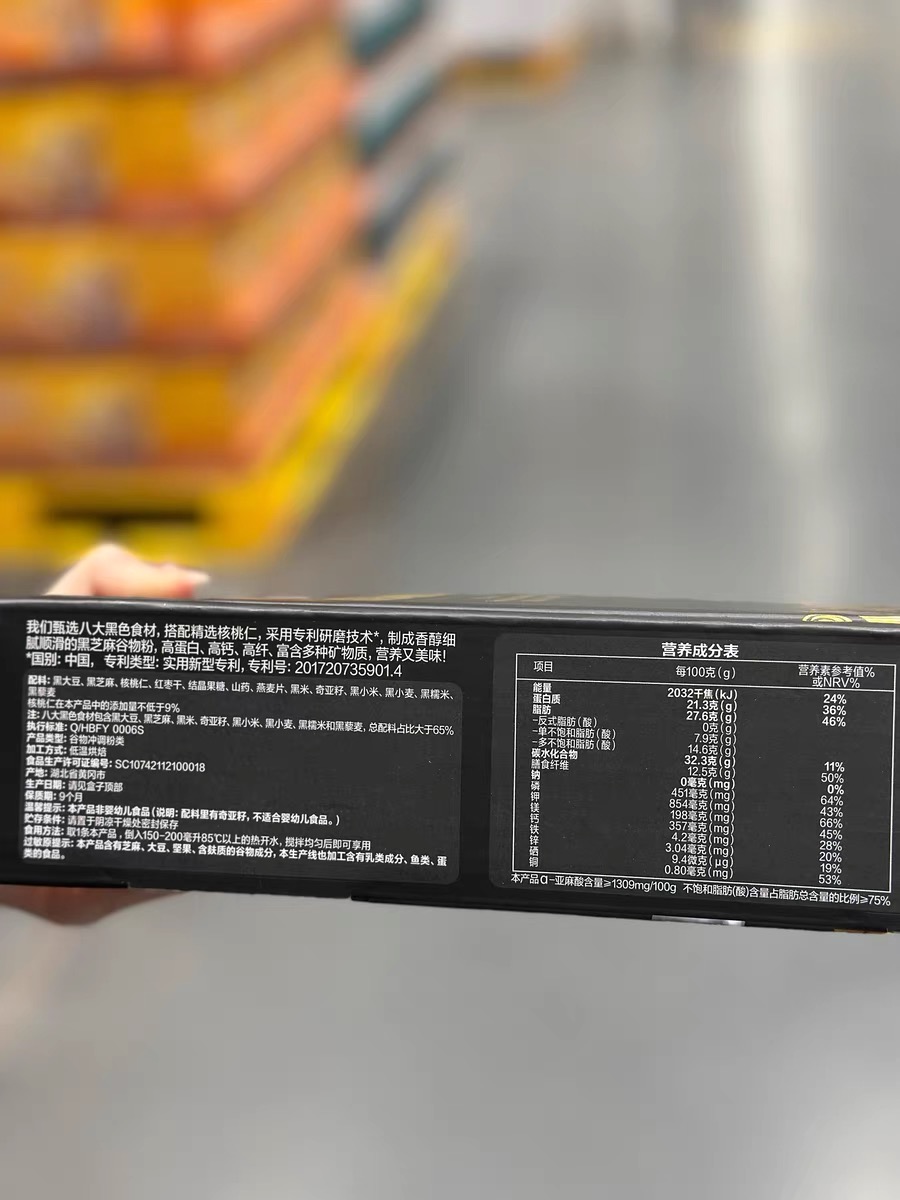 我们甄选八大黑色食材，搭配精选核桃仁，采用专利研磨技术*，制成香醇细
腻顺滑的黑芝麻谷物粉，高蛋白、高钙、高纤、富含多种矿物质，营养又美味！
*国别：中国，专利类型：实用新型专利，专利号：201720735901.4
配料：黑大豆、黑芝麻、核桃仁、红枣干、结晶果糖、山药、燕麦片、黑米、奇亚籽、黑小米、黑小麦、黑糯米、
黑藜麦
核桃仁在本产品中的添加量不低于9%
注：八大黑色食材包含黑大豆、黑芝麻、黑米、奇亚籽、黑小米、黑小麦、黑糯米和黑藜麦，总配料占比大于65%
执行标准：Q/HBFY 0006S
产品类型：谷物冲调粉类
加工方式：低温烘焙
食品生产许可证编号：SC10742112100018
产地：湖北省黄冈市
生产日期：请见盒子顶部
保质期：9个月
温馨提示：本产品非婴幼儿食品（说明：配料里有奇亚籽，不适合婴幼儿食品。）
贮存条件：请置于阴凉干燥处密封保存
食用方法：取1条本产品，倒入150-200毫升85℃以上的热开水，搅拌均匀后即可享用
过敏原提示：本产品含有芝麻、大豆、坚果、含麸质的谷物成分，本生产线也加工含有乳类成分、鱼类、蛋
类的食品。
营养成分表
项目 每100克(g) 营养素参考值%
或NRV%
能量 2032千焦(kJ) 24%
蛋白质 21.3克(g) 36%
脂肪 27.6克(g) 46%
-反式脂肪(酸) 0克(g)
-单不饱和脂肪(酸) 7.9克(g)
-多不饱和脂肪(酸) 14.6克(g)
碳水化合物 32.3克(g) 11%
膳食纤维 12.5克(g) 50%
钠 0毫克(mg) 0%
磷 451毫克(mg) 64%
钾 854毫克(mg) 43%
镁 198毫克(mg) 66%
钙 357毫克(mg) 45%
铁 4.2毫克(mg) 28%
锌 3.04毫克(mg) 20%
硒 9.4微克(μg) 19%
铜 0.80毫克(mg) 53%
本产品α-亚麻酸含量≥1309mg/100g 不饱和脂肪(酸)含量占脂肪总含量的比例≥75%